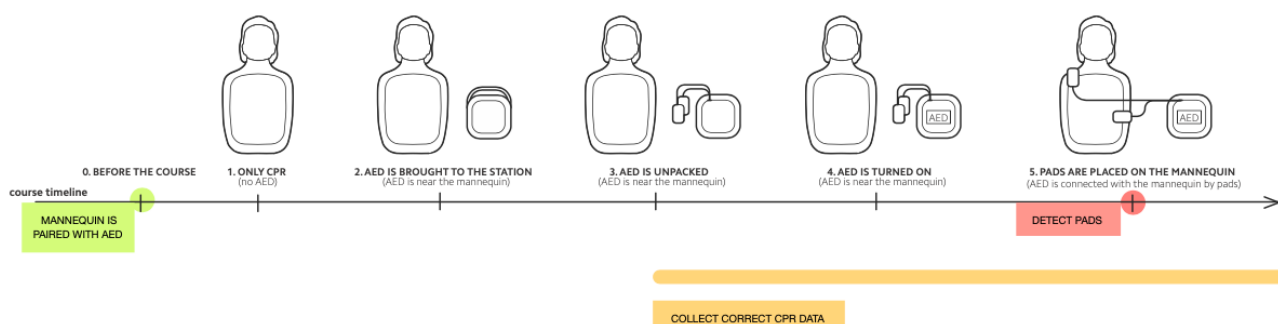 0. BEFORE THE COURSE
1. ONLY CPR
(no AED)
2. AED IS BROUGHT TO THE STATION
(AED is near the mannequin)
3. AED IS UNPACKED
(AED is near the mannequin)
AED
4. AED IS TURNED ON
(AED is near the mannequin)
AED
5. PADS ARE PLACED ON THE MANNEQUIN
(AED is connected with the mannequin by pads)
course timeline
MANNEQUIN IS
PAIRED WITH AED
DETECT PADS
COLLECT CORRECT CPR DATA